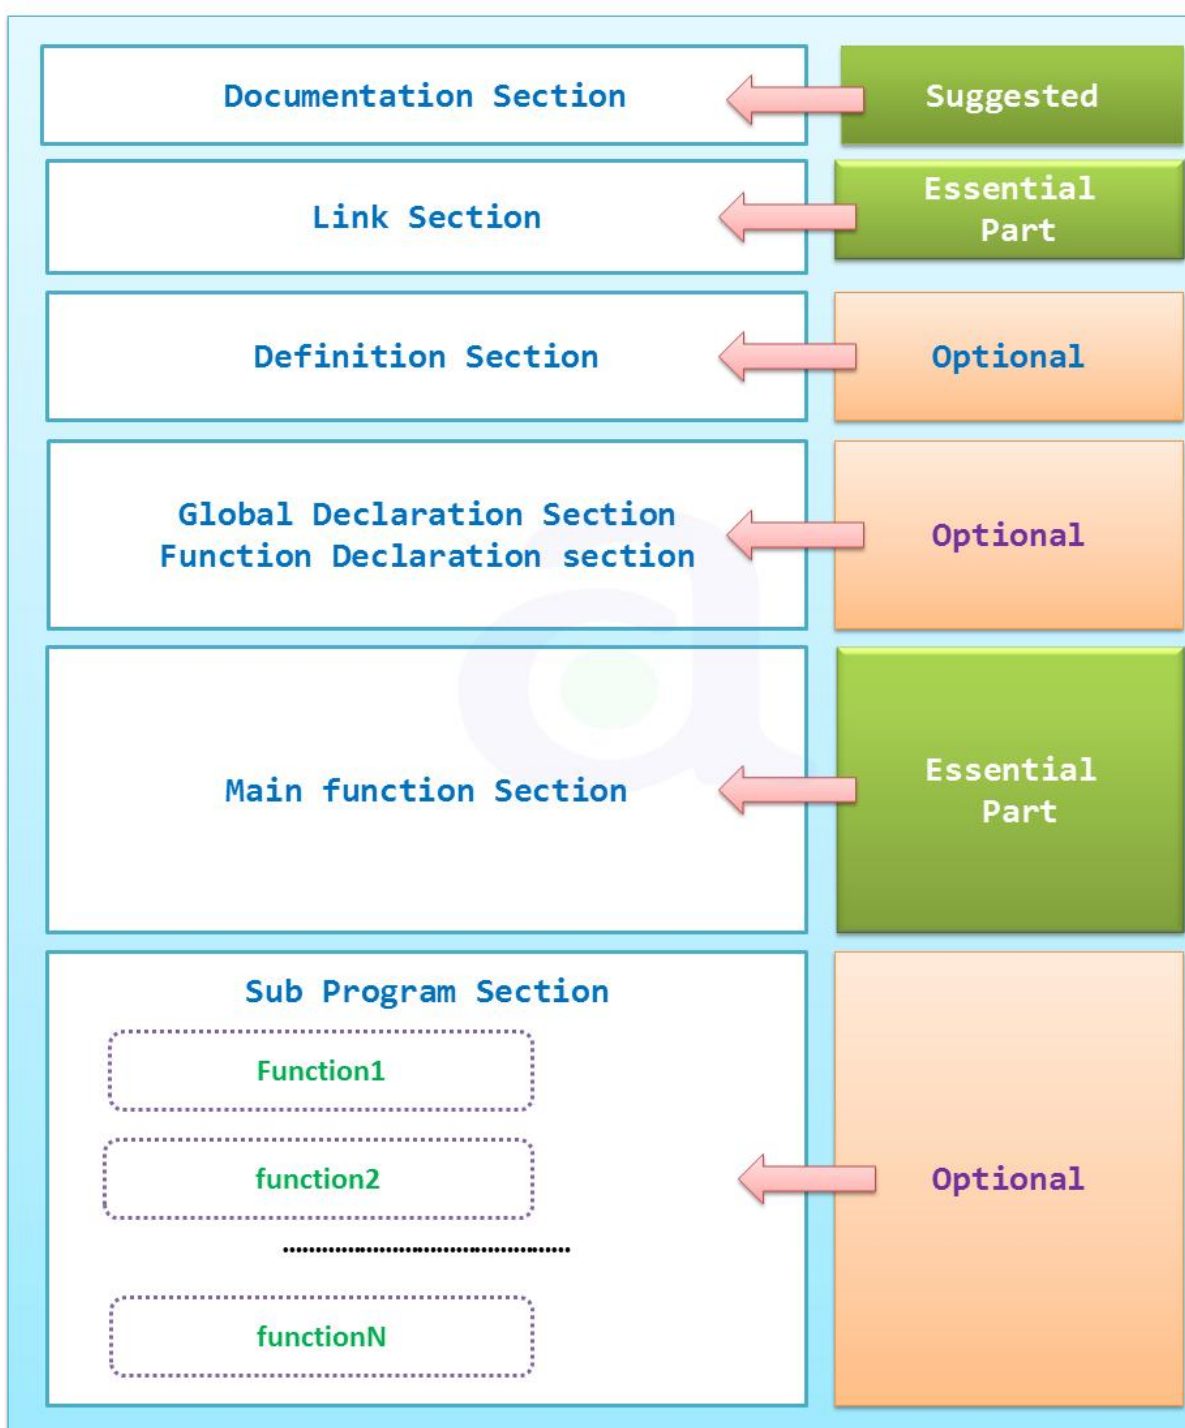 Documentation Section
Suggested
Link Section
Essential
Part
Definition Section
Optional
Global Declaration Section
Function Declaration section
Optional
Main function Section
Essential
Part
Sub Program Section
Function1
function2
................................................
functionN
Optional